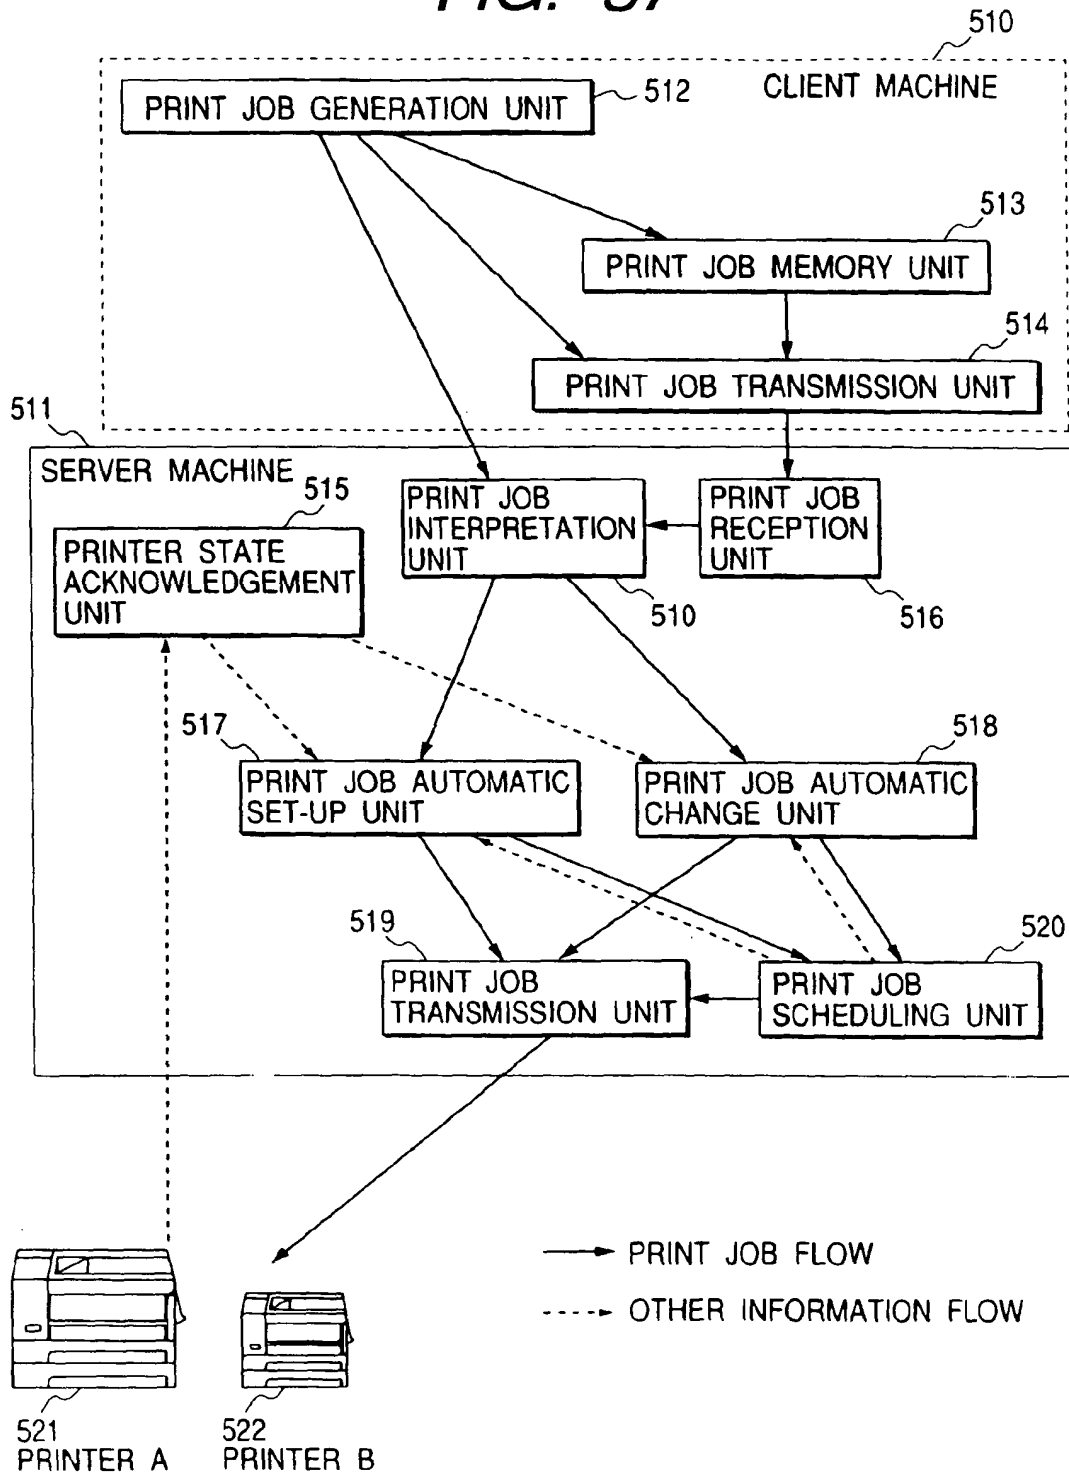 FIG. 37
510
CLIENT MACHINE
PRINT JOB GENERATION UNIT
512
513
PRINT JOB MEMORY UNIT
514
PRINT JOB TRANSMISSION UNIT
511
SERVER MACHINE
515
PRINTER STATE
ACKNOWLEDGEMENT
UNIT
PRINT JOB
INTERPRETATION
UNIT
510
PRINT JOB
RECEPTION
UNIT
516
517
PRINT JOB AUTOMATIC
SET-UP UNIT
518
PRINT JOB AUTOMATIC
CHANGE UNIT
519
PRINT JOB
TRANSMISSION UNIT
520
PRINT JOB
SCHEDULING UNIT
PRINT JOB FLOW
OTHER INFORMATION FLOW
521
PRINTER A
522
PRINTER B